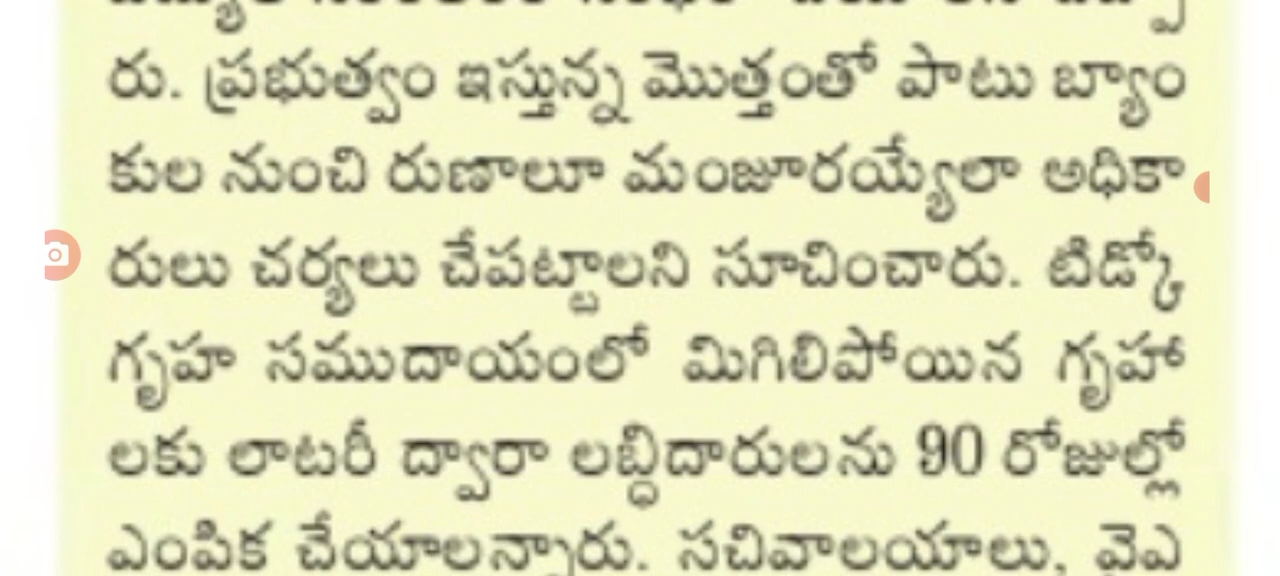 రు. ప్రభుత్వం ఇస్తున్న మొత్తంతో పాటు బ్యాం
కుల నుంచి రుణాలూ మంజూరయ్యేలా అధికా
రులు చర్యలు చేపట్టాలని సూచించారు. టిడ్కో
గృహ సముదాయంలో మిగిలిపోయిన గృహా
లకు లాటరీ ద్వారా లబ్ధిదారులను 90 రోజుల్లో
ఎంపిక చేయాలన్నారు. సచివాలయాలు, వైఎ